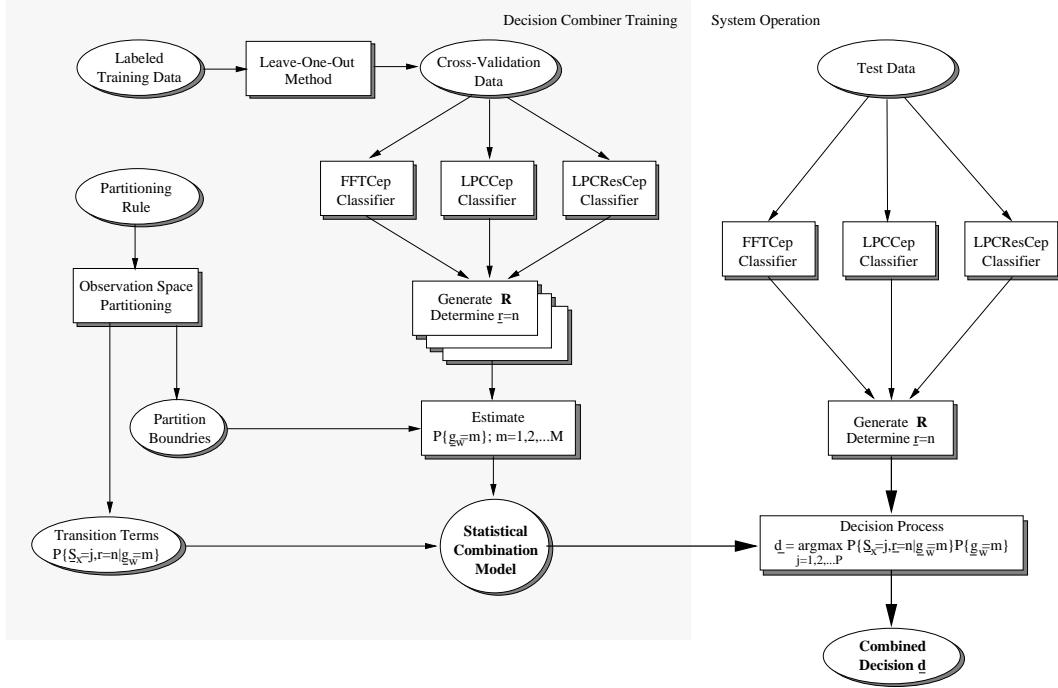 Decision Combiner Training
System Operation
Labeled
Training Data
Leave-One-Out
Method
Cross-Validation
Data
Test Data
FFTCep
Classifier
LPCCep
Classifier
LPCResCep
Classifier
Partitioning
Rule
FFTCep
Classifier
LPCCep
Classifier
LPCResCep
Classifier
Observation Space
Partitioning
Generate R
Determine r=n
Partition
Boundries
Estimate
P{g_w=m}; m=1,2,...M
Generate R
Determine r=n
Transition Terms
P{S_x=j,r=n|g_w=m}
Statistical
Combination
Model
Decision Process
d = argmax P{S_x=j,r=n|g_w=m}P{g_w=m}
j=1,2,...P
Combined
Decision d